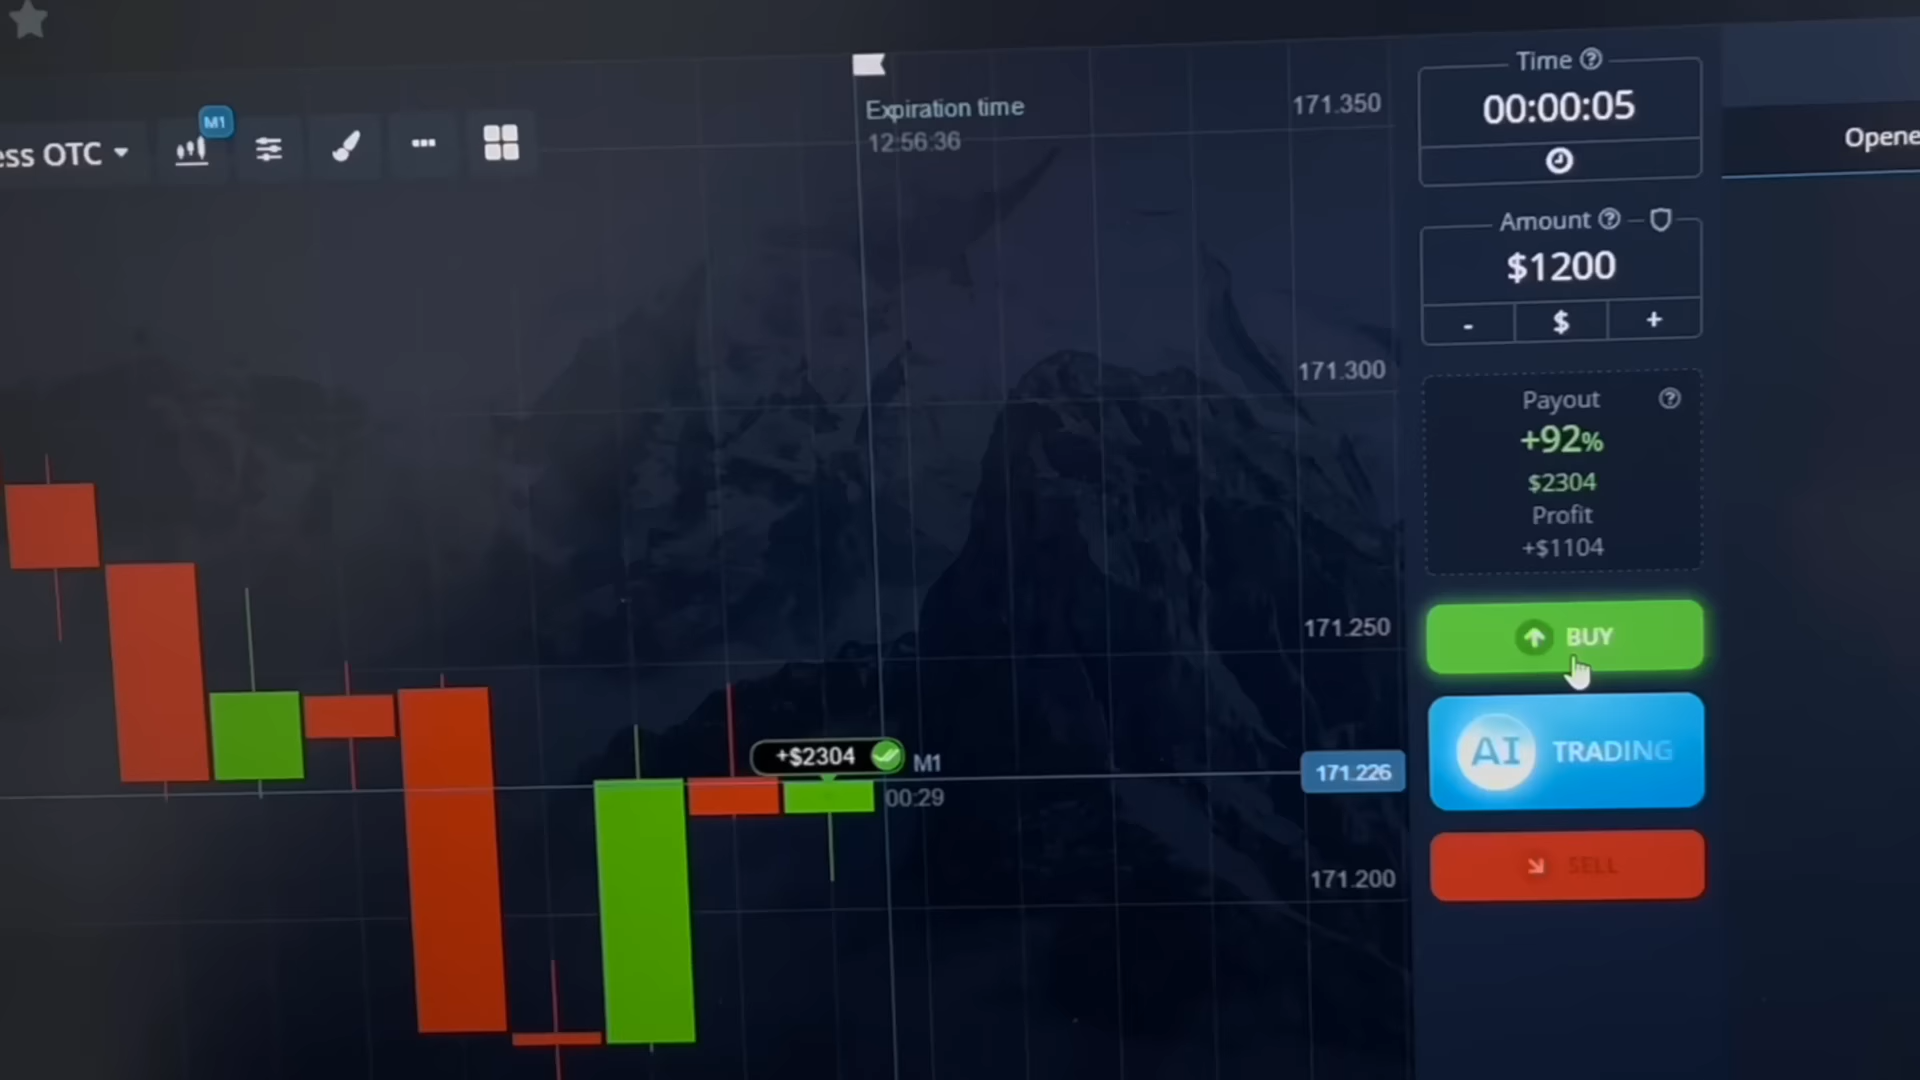 M1
ess OTC
Expiration time
12:56:36
171.350
171.300
171.250
171.226
171.200
+$2304
M1
00:29
Time
00:00:05
Amount
$1200
- $ +
Payout
+92%
$2304
Profit
+$1104
BUY
AI TRADING
SELL
Opene